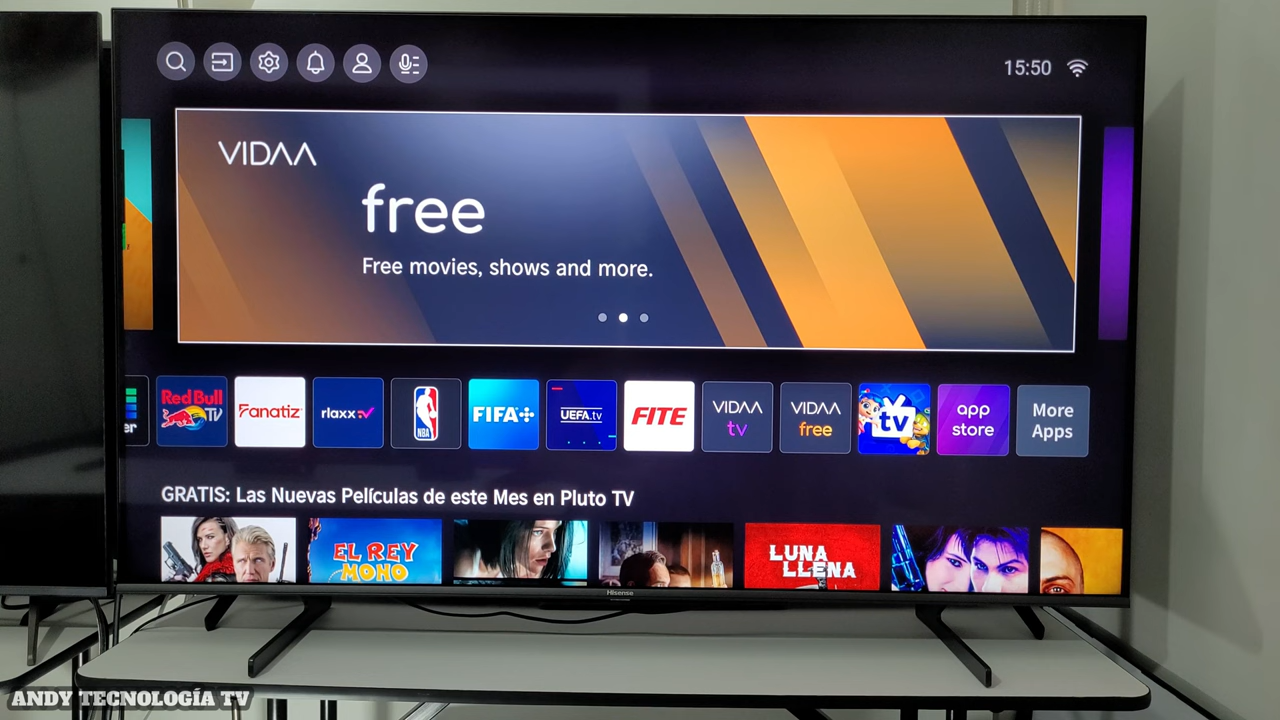 15:50
VIDAA
free
Free movies, shows and more.
er
Red Bull
TV
Fanatiz
rlaxx
NBA
FIFA+
UEFA.tv
FITE
VIDAA
tv
VIDAA
free
tv
app
store
More
Apps
GRATIS: Las Nuevas Películas de este Mes en Pluto TV
EL REY
MONO
LUNA
LLENA
Hisense
ANDY TECNOLOGÍA TV